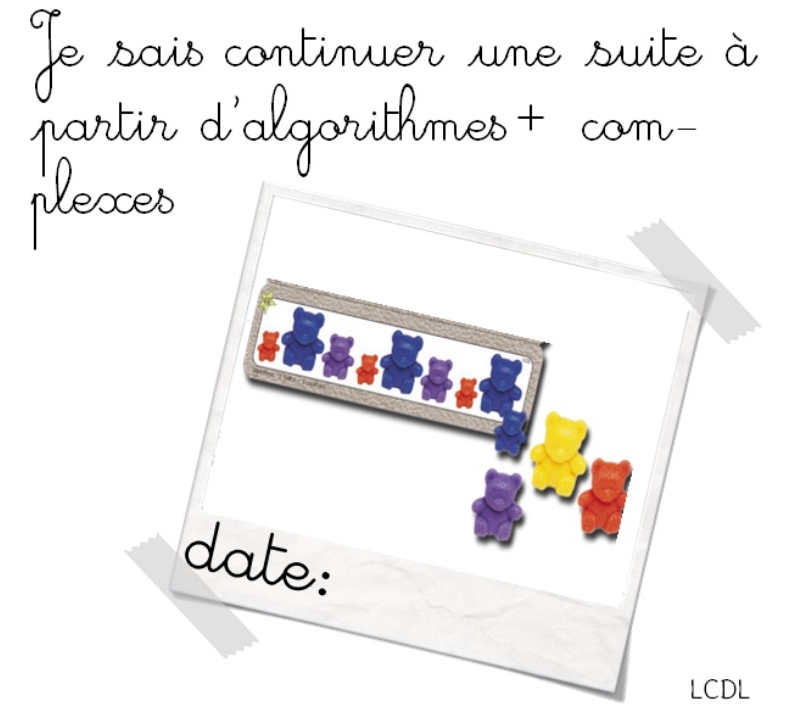 Je sais continuer une suite à
partir d'algorithmes+ com-
plexes
date:
LCDL